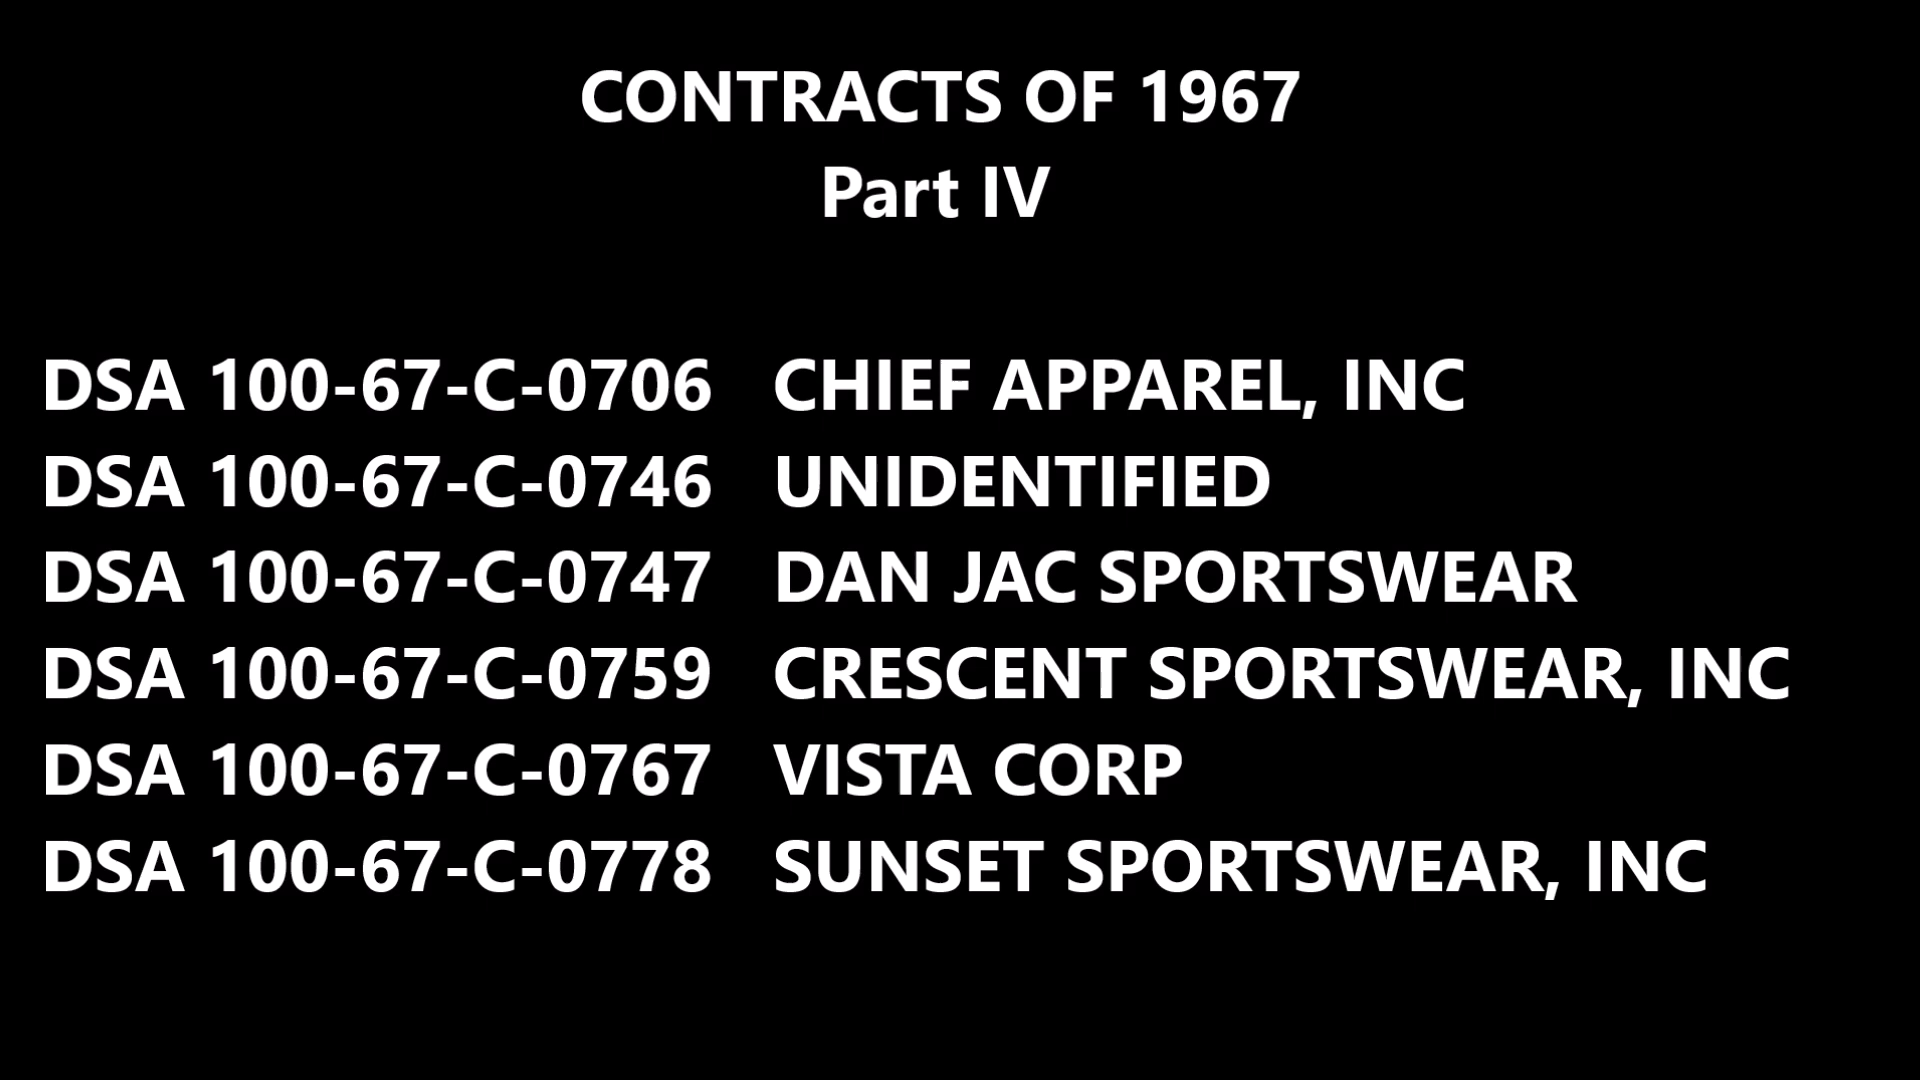 CONTRACTS OF 1967
Part IV
DSA 100-67-C-0706 CHIEF APPAREL, INC
DSA 100-67-C-0746 UNIDENTIFIED
DSA 100-67-C-0747 DAN JAC SPORTSWEAR
DSA 100-67-C-0759 CRESCENT SPORTSWEAR, INC
DSA 100-67-C-0767 VISTA CORP
DSA 100-67-C-0778 SUNSET SPORTSWEAR, INC